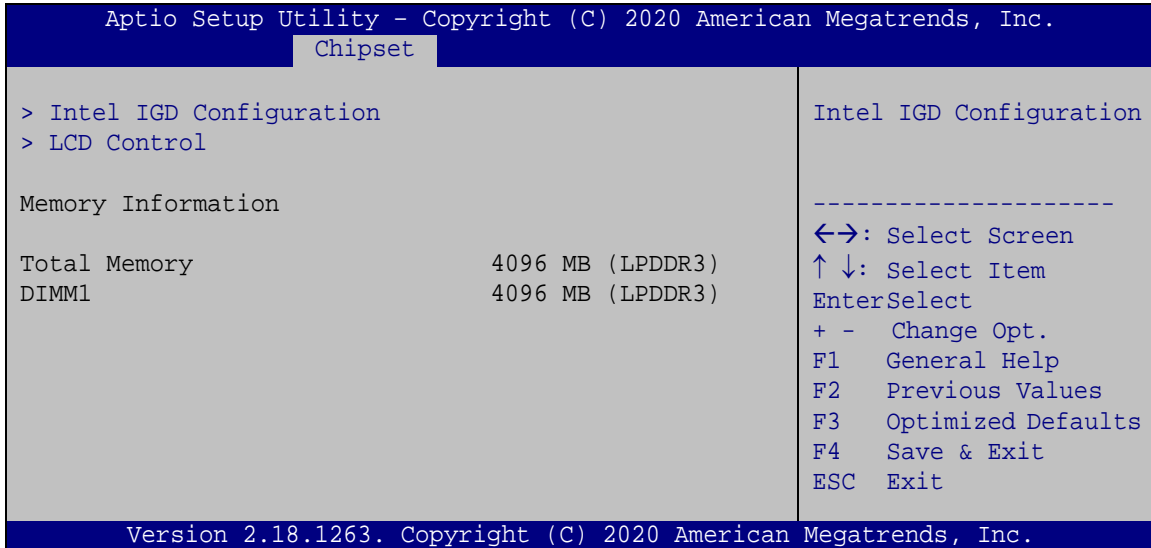 Aptio Setup Utility – Copyright (C) 2020 American Megatrends, Inc.
Chipset
> Intel IGD Configuration
> LCD Control
Memory Information
Total Memory 4096 MB (LPDDR3)
DIMM1 4096 MB (LPDDR3)
Intel IGD Configuration
---------------------
←→: Select Screen
↑ ↓: Select Item
EnterSelect
+ - Change Opt.
F1 General Help
F2 Previous Values
F3 Optimized Defaults
F4 Save & Exit
ESC Exit
Version 2.18.1263. Copyright (C) 2020 American Megatrends, Inc.